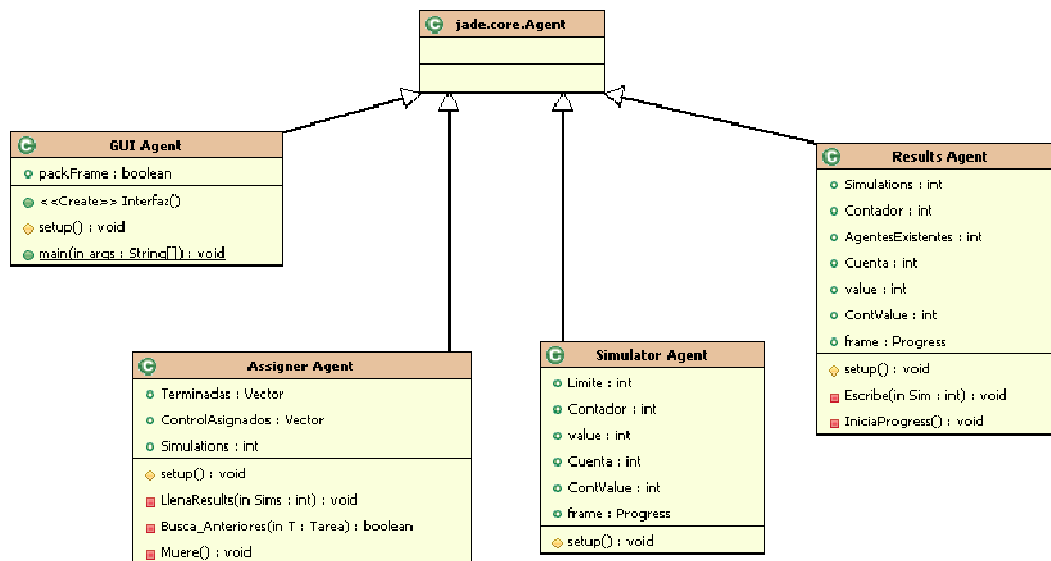 jade.core.Agent
GUI Agent
packFrame : boolean
<<Create>> Interfaz()
setup() : void
main(in args : String[]) : void
Assigner Agent
Terminadas : Vector
ControlAsignados : Vector
Simulations : int
setup() : void
LlenaResults(in Sims : int) : void
Busca_Anteriores(in T : Tarea) : boolean
Muere() : void
Simulator Agent
Limite : int
Contador : int
value : int
Cuenta : int
ContValue : int
frame : Progress
setup() : void
Results Agent
Simulations : int
Contador : int
AgentesExistentes : int
Cuenta : int
value : int
ContValue : int
frame : Progress
setup() : void
Escribe(in Sim : int) : void
IniciaProgress() : void